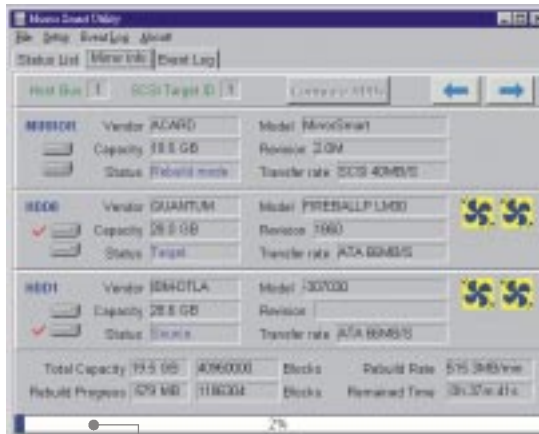 Mirror Smart Utility
File Setup Event Log About
Status List Mirror Info Event Log
Host Bus 1 SCSI Target ID 1
MIRROR Vendor ACARD Model MirrorSmart
Capacity 19.5 GB Revision 2.0M
Status Rebuild mode Transfer rate SCSI 40MB/S
HDD0 Vendor QUANTUM Model FIREBALLP LM30
Capacity 28.0 GB Revision 1960
Status Target Transfer rate ATA 66MB/S
HDD1 Vendor IBM-DTLA Model -307030
Capacity 28.6 GB Revision
Status Source Transfer rate ATA 66MB/S
Total Capacity 19.5 GB 40960000 Blocks Rebuild Rate 515.3MB/min
Rebuild Progress 579 MB 1186304 Blocks Remained Time 0h:37m:41s
2%